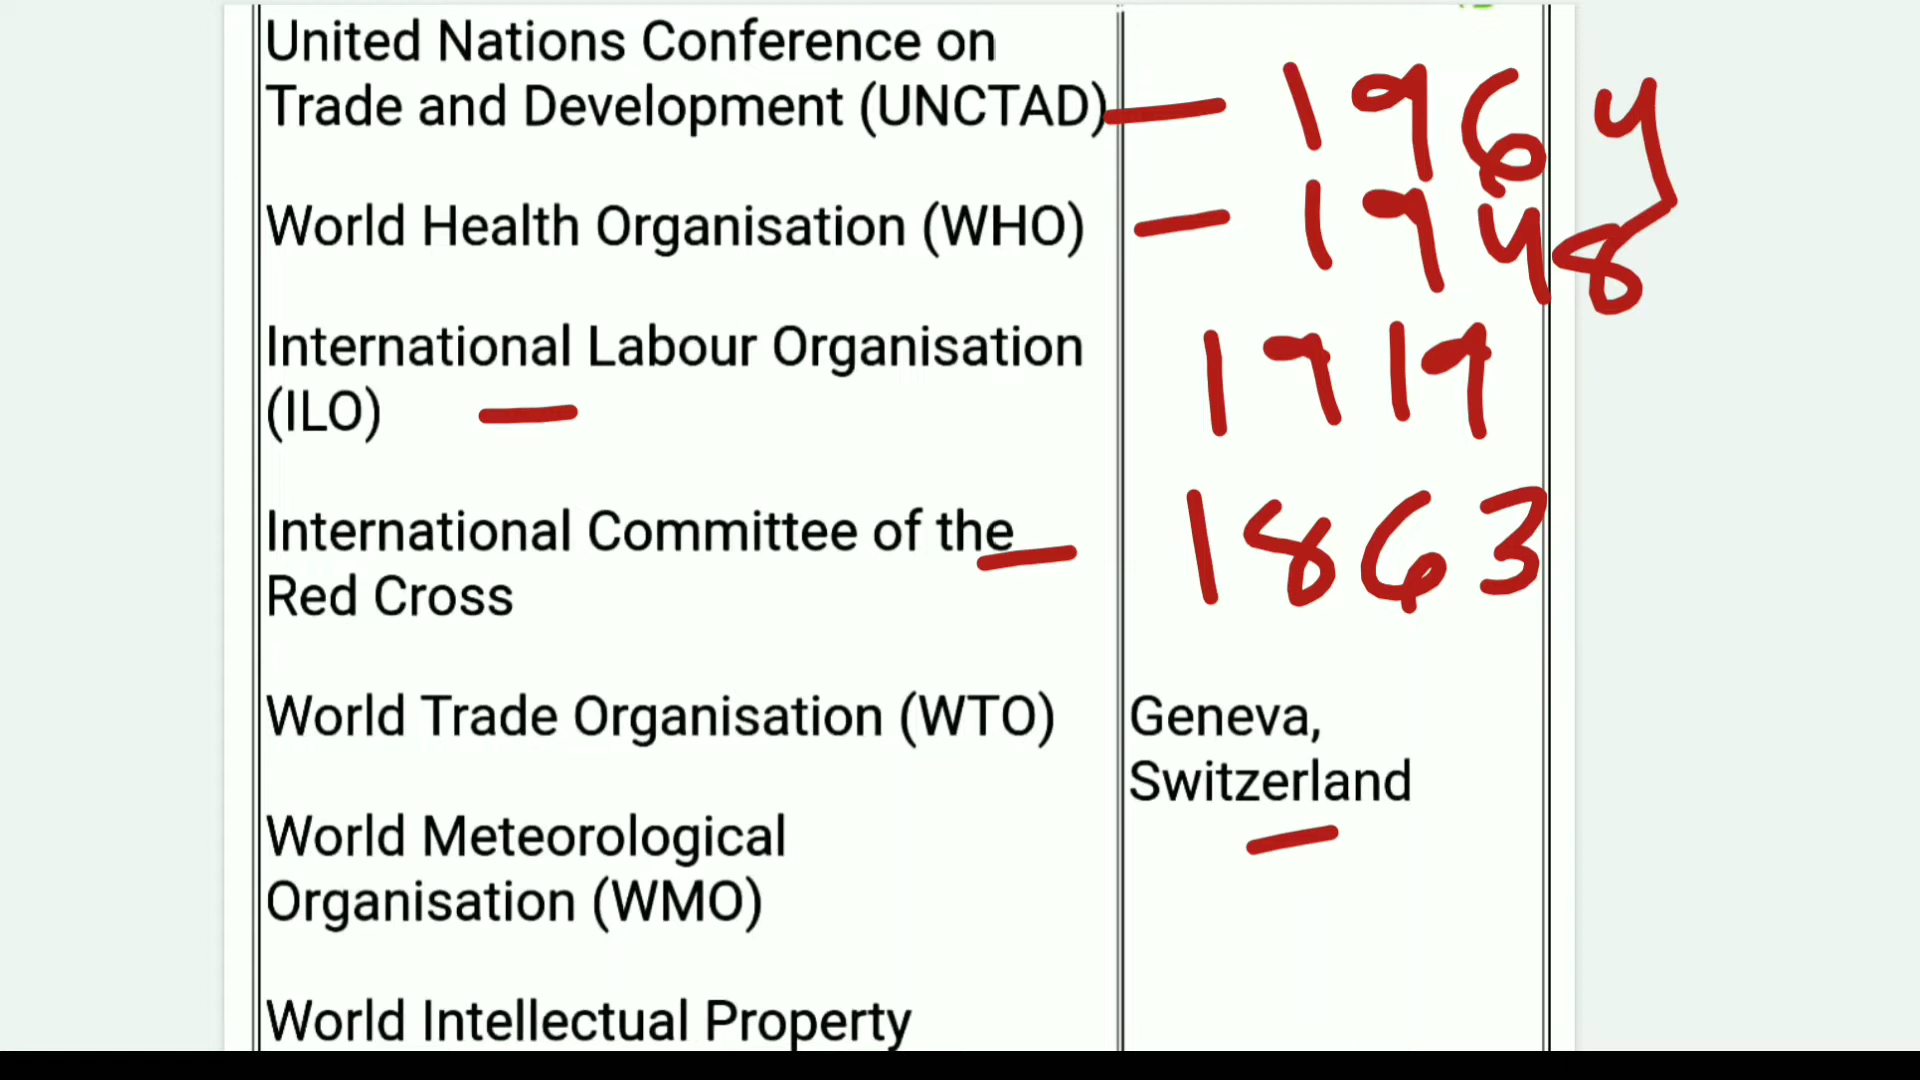 United Nations Conference on
Trade and Development (UNCTAD) — 1964
World Health Organisation (WHO) — 1948
International Labour Organisation 1919
(ILO) —
International Committee of the — 1863
Red Cross
World Trade Organisation (WTO) Geneva,
Switzerland
World Meteorological
Organisation (WMO)
World Intellectual Property